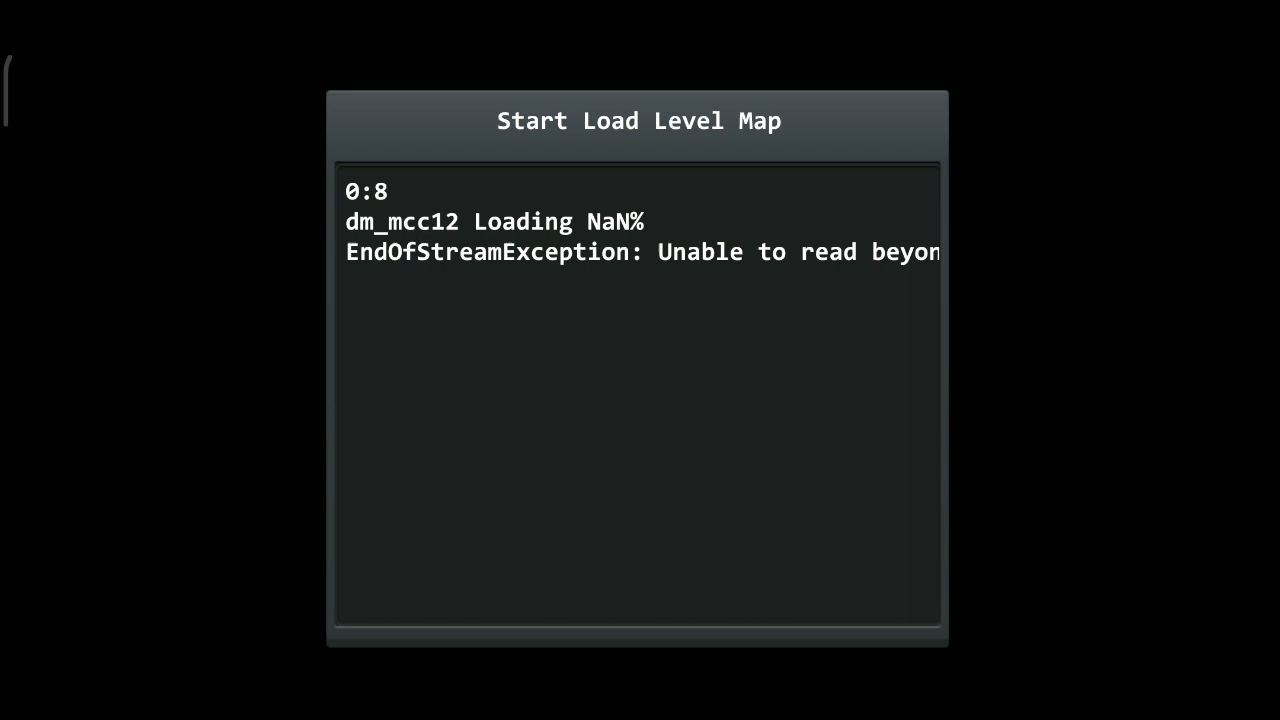 Start Load Level Map
0:8
dm_mcc12 Loading NaN%
EndOfStreamException: Unable to read beyon